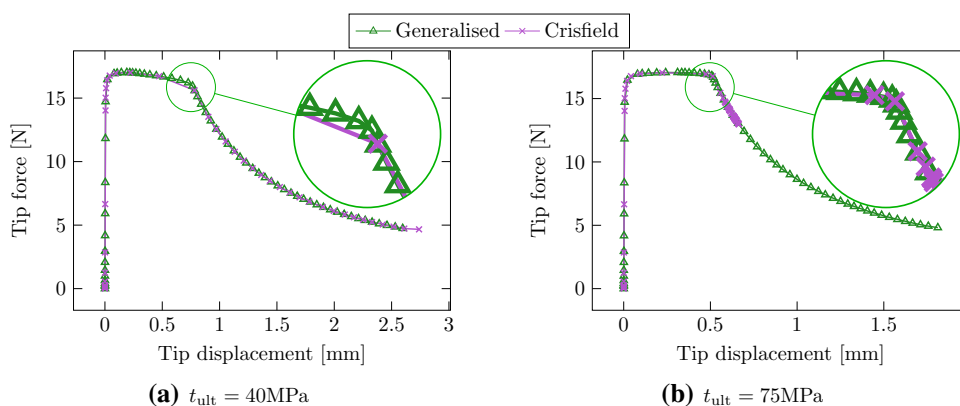 Generalised Crisfield
15
10
5
0
Tip force [N]
0 0.5 1 1.5 2 2.5 3
Tip displacement [mm]
(a) t_ult = 40MPa
15
10
5
0
Tip force [N]
0 0.5 1 1.5
Tip displacement [mm]
(b) t_ult = 75MPa